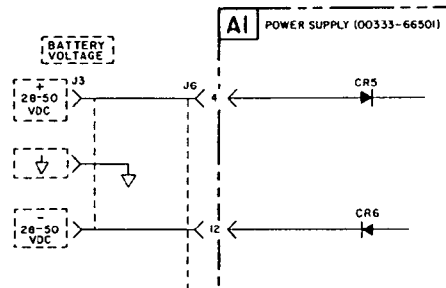 A1 POWER SUPPLY (00333-66501)
BATTERY
VOLTAGE
J3
J6
CR5
+
28-50
VDC
4
CR6
-
28-50
VDC
12